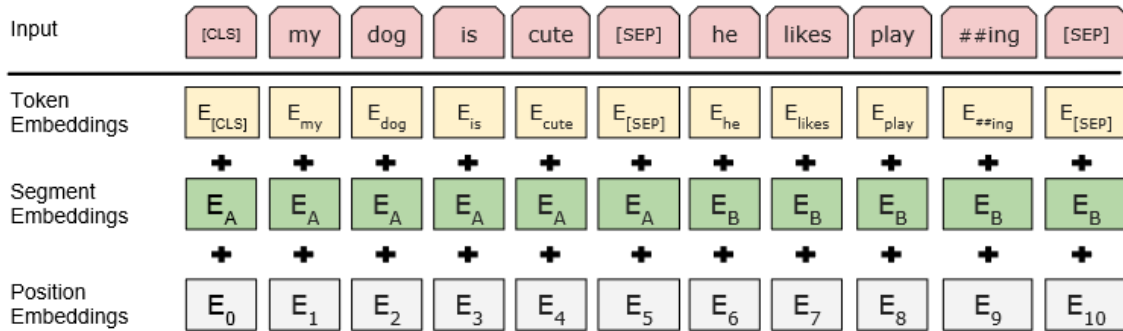 Input [CLS] my dog is cute [SEP] he likes play ##ing [SEP]
Token Embeddings E[CLS] Emy Edog Eis Ecute E[SEP] Ehe Elikes Eplay E##ing E[SEP]
+ + + + + + + + + + +
Segment Embeddings EA EA EA EA EA EA EB EB EB EB EB
+ + + + + + + + + + +
Position Embeddings E0 E1 E2 E3 E4 E5 E6 E7 E8 E9 E10